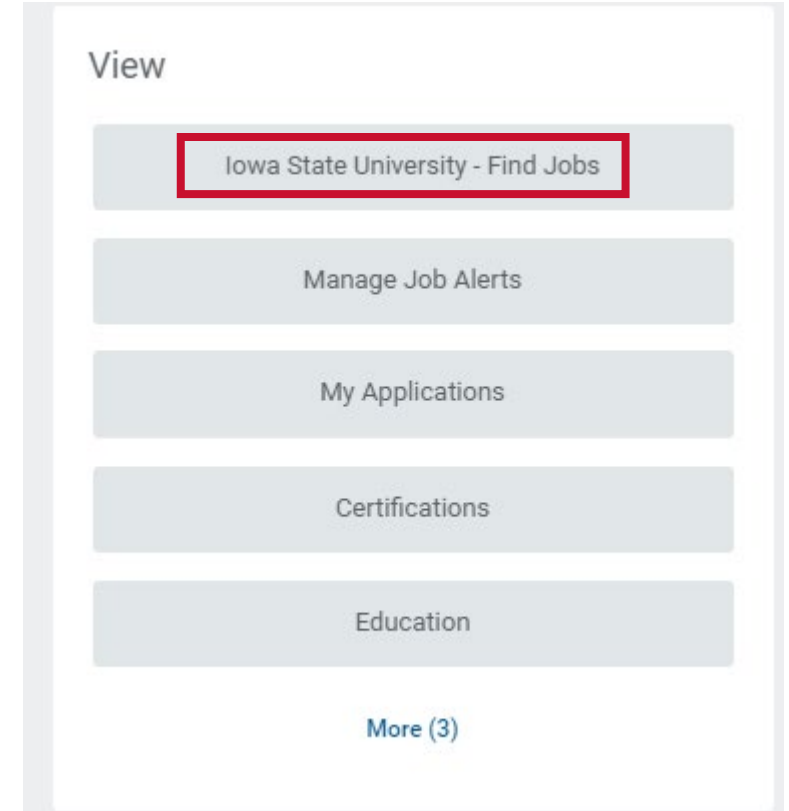 View
Iowa State University - Find Jobs
Manage Job Alerts
My Applications
Certifications
Education
More (3)